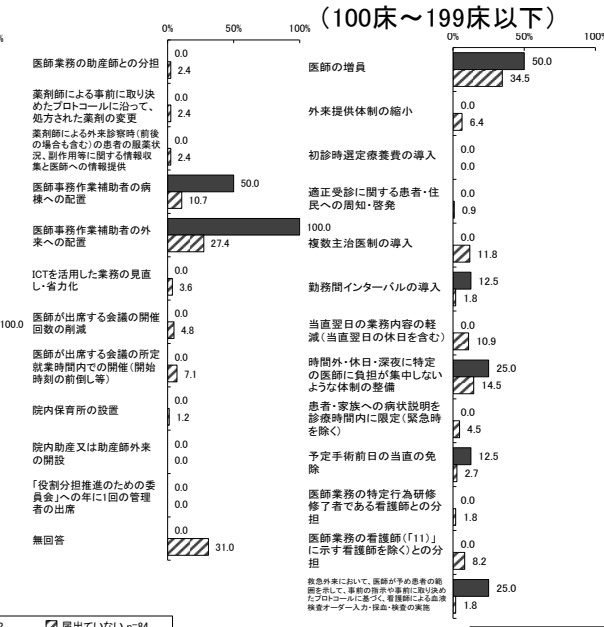 (100床～199床以下)
%
0%
50%
100%
医師業務の助産師との分担
0.0
2.4
薬剤師による事前に取り決
めたプロトコールに沿って、
処方された薬剤の変更
0.0
2.4
薬剤師による外来診察時(前後
の場合も含む)の患者の服薬状
況、副作用等に関する情報収
集と医師への情報提供
0.0
2.4
医師事務作業補助者の病
棟への配置
50.0
10.7
医師事務作業補助者の外
来への配置
100.0
27.4
ICTを活用した業務の見直
し・省力化
0.0
3.6
100.0
医師が出席する会議の開催
回数の削減
0.0
4.8
医師が出席する会議の所定
就業時間内での開催(開始
時刻の前倒し等)
0.0
7.1
院内保育所の設置
0.0
1.2
院内助産又は助産師外来
の開設
0.0
0.0
「役割分担推進のための委
員会」への年に1回の管理
者の出席
0.0
0.0
無回答
0.0
31.0
届出ていない n=84
0%
50%
100%
医師の増員
50.0
34.5
外来提供体制の縮小
0.0
6.4
初診時選定療養費の導入
0.0
0.0
適正受診に関する患者・住
民への周知・啓発
0.0
0.9
複数主治医制の導入
0.0
11.8
勤務間インターバルの導入
12.5
1.8
当直翌日の業務内容の軽
減(当直翌日の休日を含む)
0.0
10.9
時間外・休日・深夜に特定
の医師に負担が集中しない
ような体制の整備
25.0
14.5
患者・家族への病状説明を
診療時間内に限定(緊急時
を除く)
0.0
4.5
予定手術前日の当直の免
除
12.5
2.7
医師業務の特定行為研修
修了者である看護師との分
担
0.0
1.8
医師業務の看護師(「11)」
に示す看護師を除く)との分
担
0.0
8.2
救急外来において、医師が予め患者の範
囲を示して、事前の指示や事前に取り決め
たプロトコールに基づく、看護師による血液
検査オーダー入力・採血・検査の実施
25.0
1.8